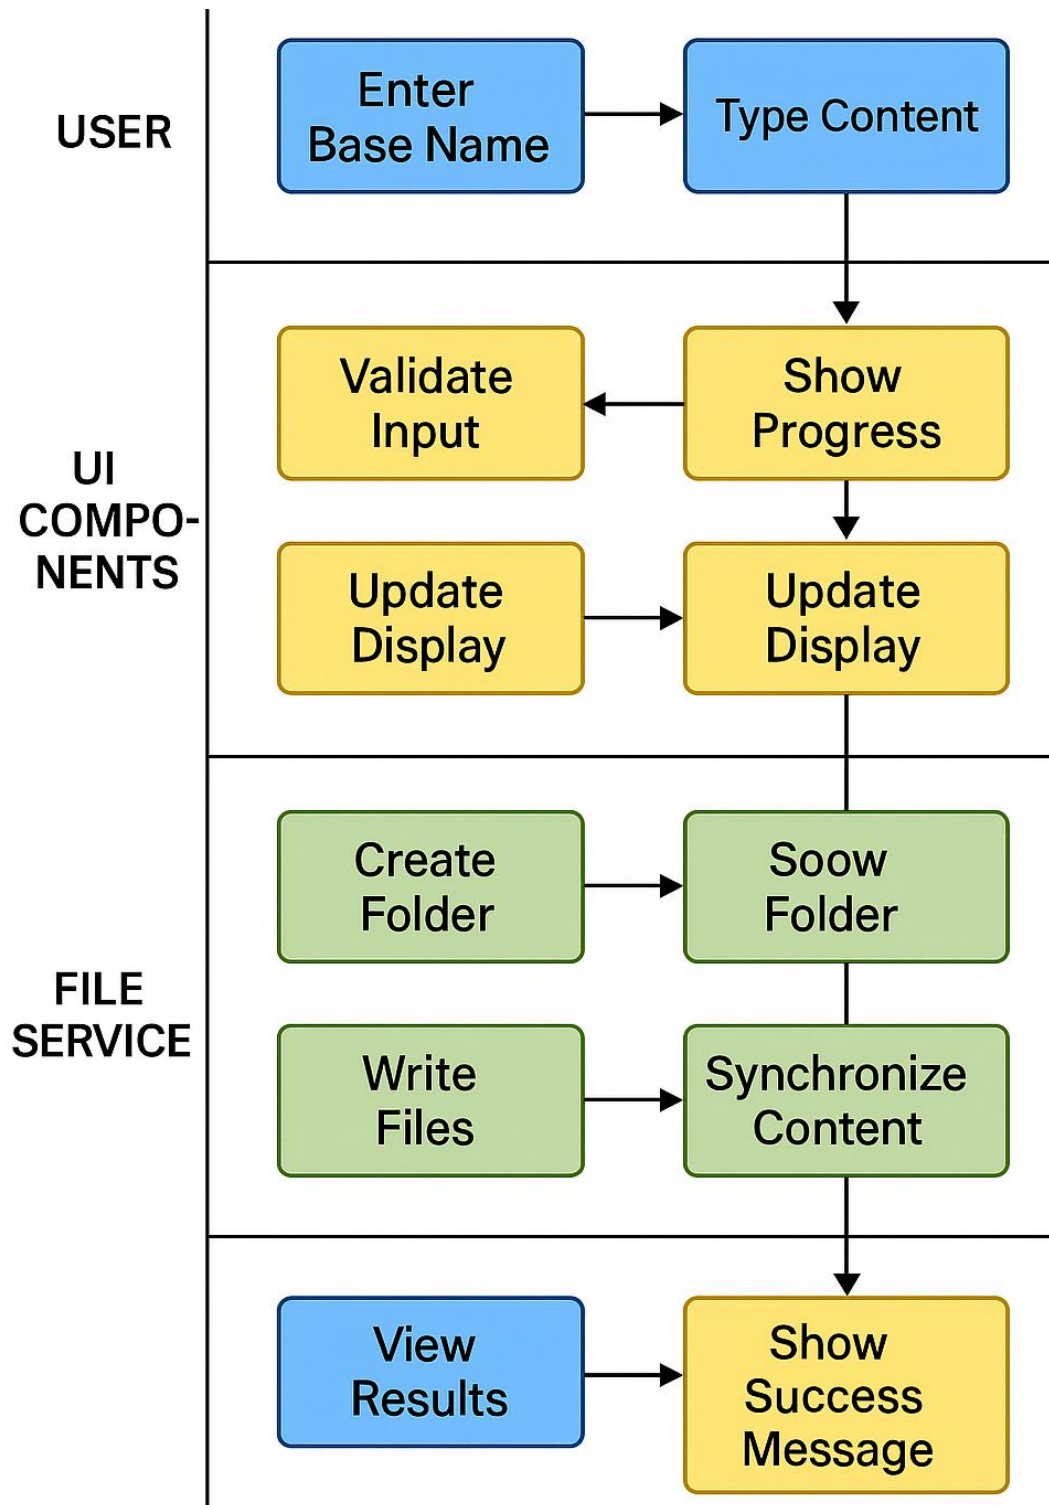 USER
Enter
Base Name
Type Content
UI
COMPO-
NENTS
Validate
Input
Show
Progress
Update
Display
Update
Display
FILE
SERVICE
Create
Folder
Soow
Folder
Write
Files
Synchronize
Content
View
Results
Show
Success
Message